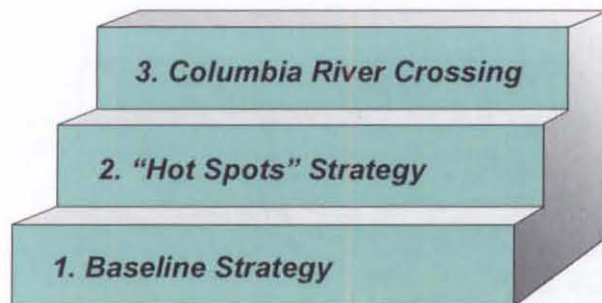 3. Columbia River Crossing
2. “Hot Spots” Strategy
1. Baseline Strategy